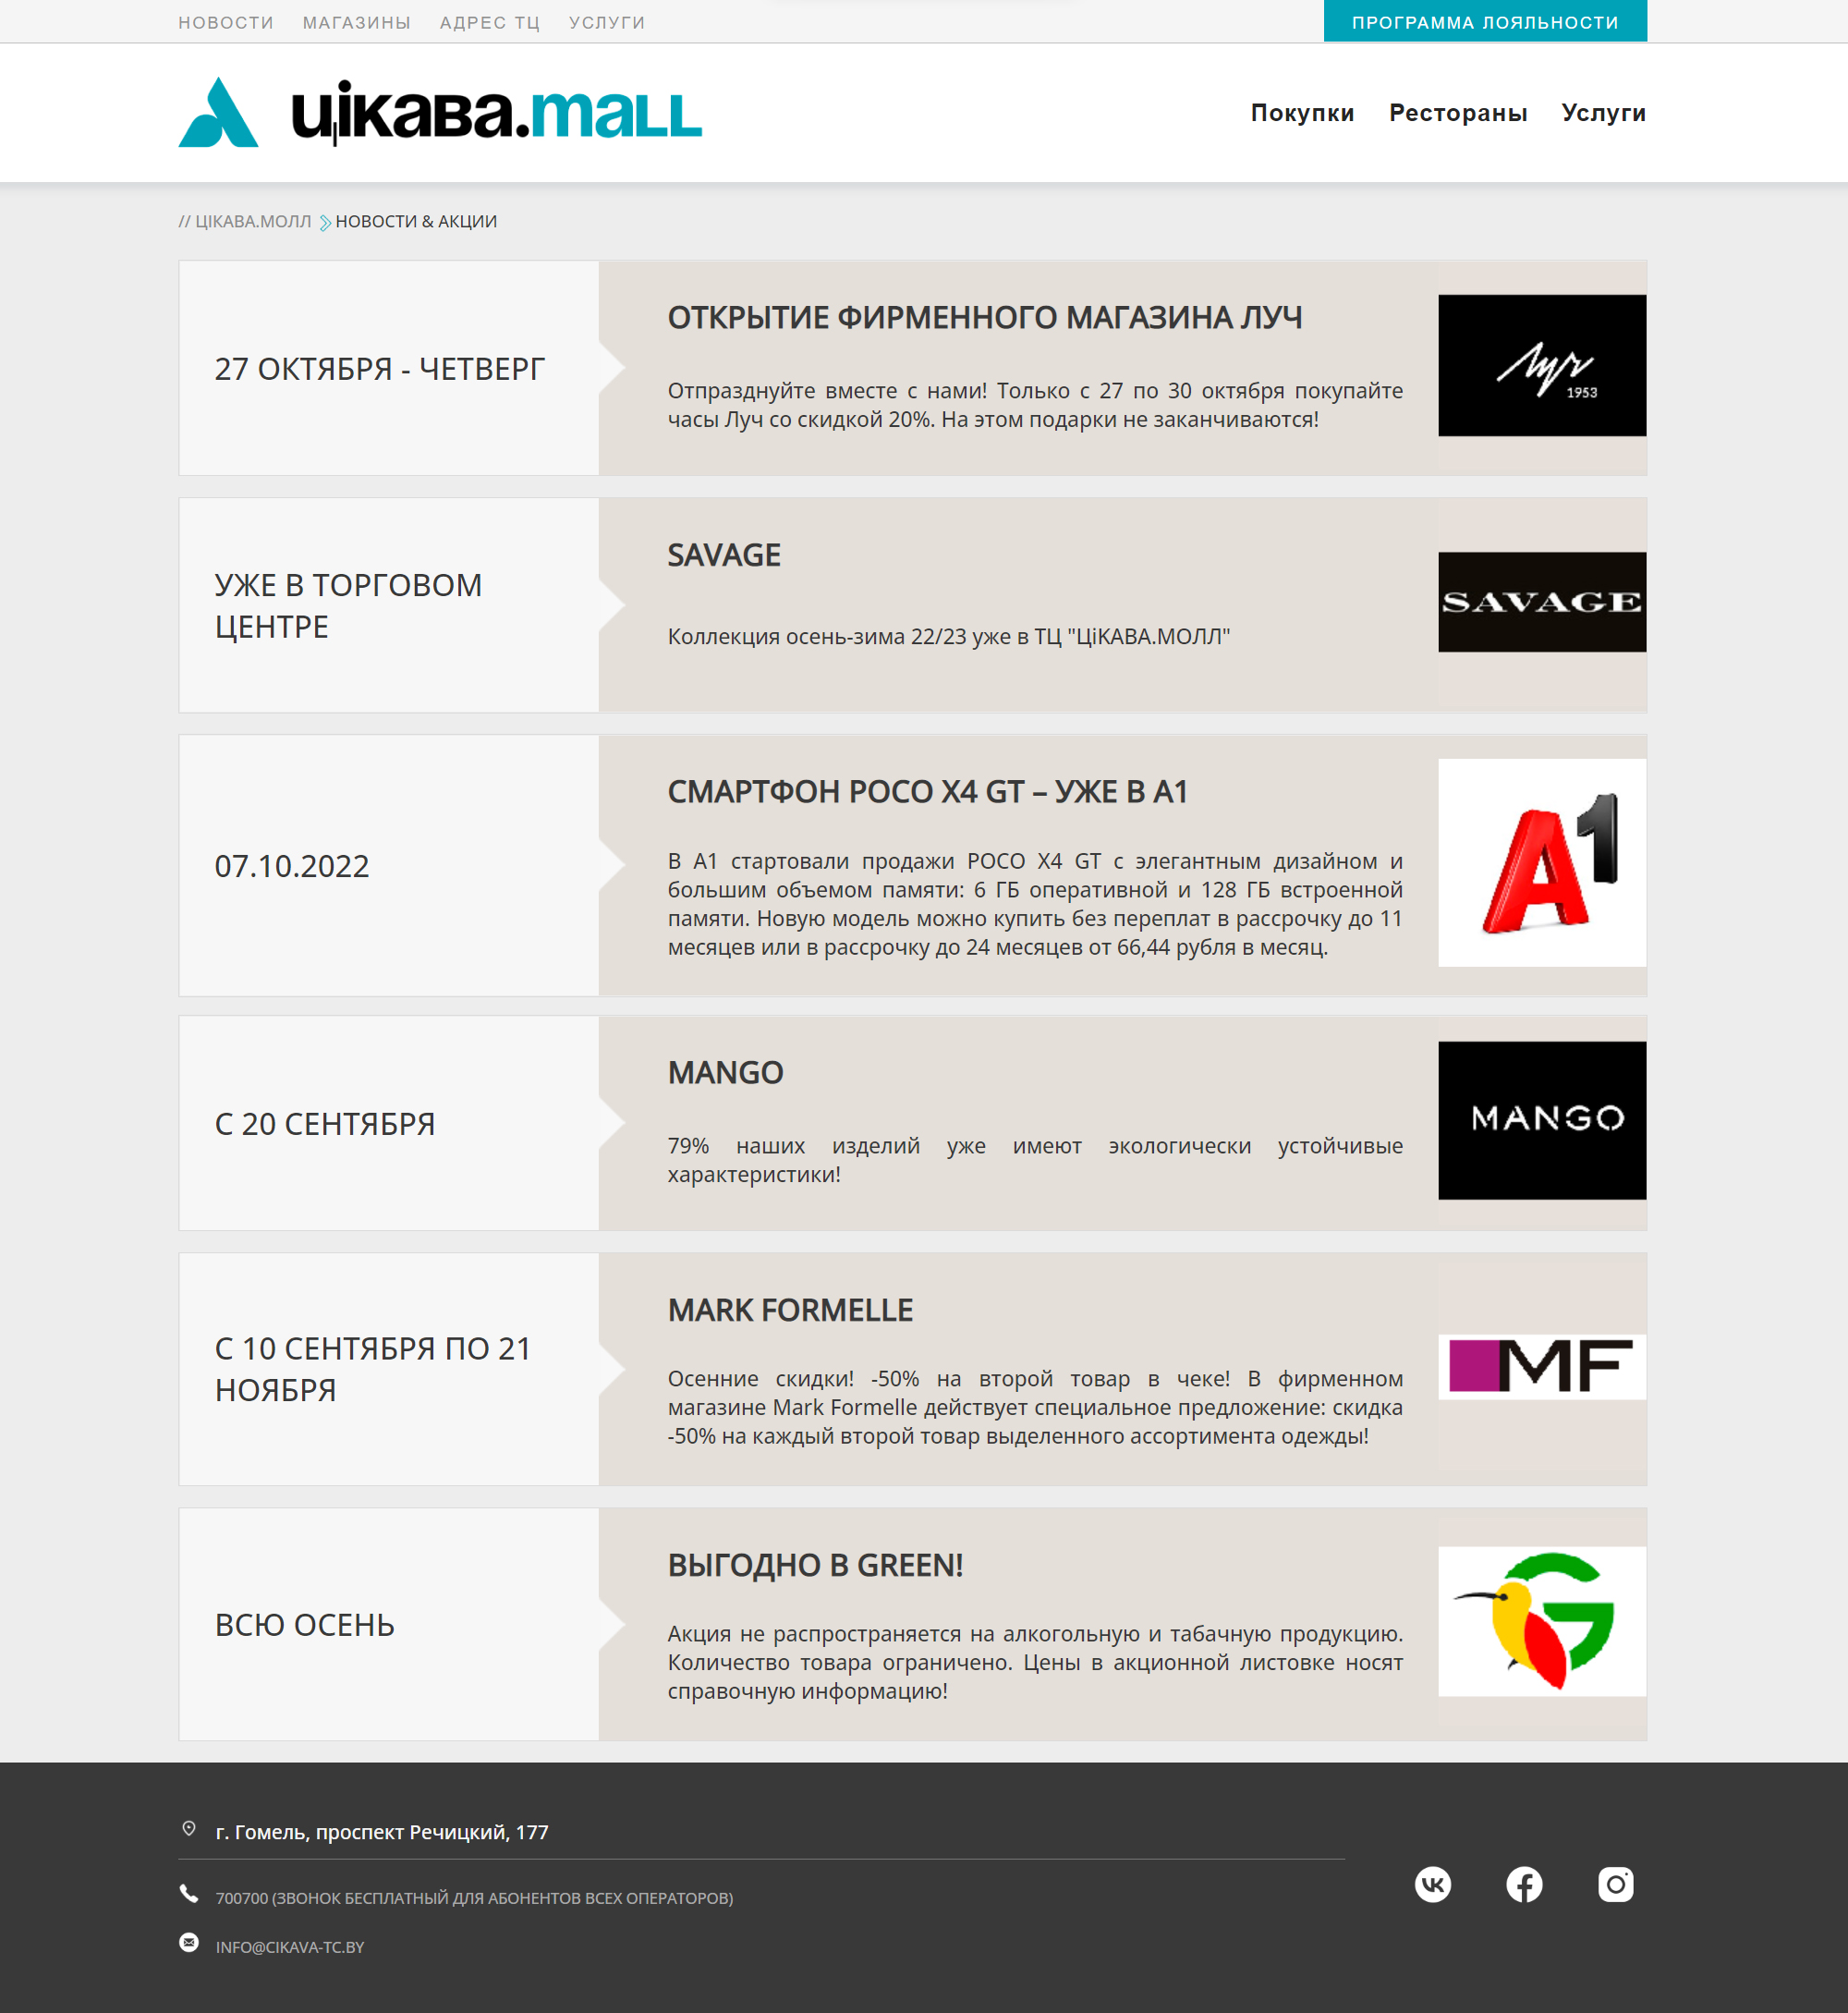 НОВОСТИ МАГАЗИНЫ АДРЕС ТЦ УСЛУГИ ПРОГРАММА ЛОЯЛЬНОСТИ
цікава.mall
Покупки Рестораны Услуги
// ЦІКАВА.МОЛЛ НОВОСТИ & АКЦИИ
27 ОКТЯБРЯ - ЧЕТВЕРГ
ОТКРЫТИЕ ФИРМЕННОГО МАГАЗИНА ЛУЧ
Отпразднуйте вместе с нами! Только с 27 по 30 октября покупайте
часы Луч со скидкой 20%. На этом подарки не заканчиваются!
Луч
1953
УЖЕ В ТОРГОВОМ
ЦЕНТРЕ
SAVAGE
Коллекция осень-зима 22/23 уже в ТЦ "ЦіКАВА.МОЛЛ"
SAVAGE
07.10.2022
СМАРТФОН POCO X4 GT – УЖЕ В А1
В А1 стартовали продажи POCO X4 GT с элегантным дизайном и
большим объемом памяти: 6 ГБ оперативной и 128 ГБ встроенной
памяти. Новую модель можно купить без переплат в рассрочку до 11
месяцев или в рассрочку до 24 месяцев от 66,44 рубля в месяц.
A1
С 20 СЕНТЯБРЯ
MANGO
79% наших изделий уже имеют экологически устойчивые
характеристики!
MANGO
С 10 СЕНТЯБРЯ ПО 21
НОЯБРЯ
MARK FORMELLE
Осенние скидки! -50% на второй товар в чеке! В фирменном
магазине Mark Formelle действует специальное предложение: скидка
-50% на каждый второй товар выделенного ассортимента одежды!
MF
ВСЮ ОСЕНЬ
ВЫГОДНО В GREEN!
Акция не распространяется на алкогольную и табачную продукцию.
Количество товара ограничено. Цены в акционной листовке носят
справочную информацию!
G
г. Гомель, проспект Речицкий, 177
700700 (ЗВОНОК БЕСПЛАТНЫЙ ДЛЯ АБОНЕНТОВ ВСЕХ ОПЕРАТОРОВ)
INFO@CIKAVA-TC.BY